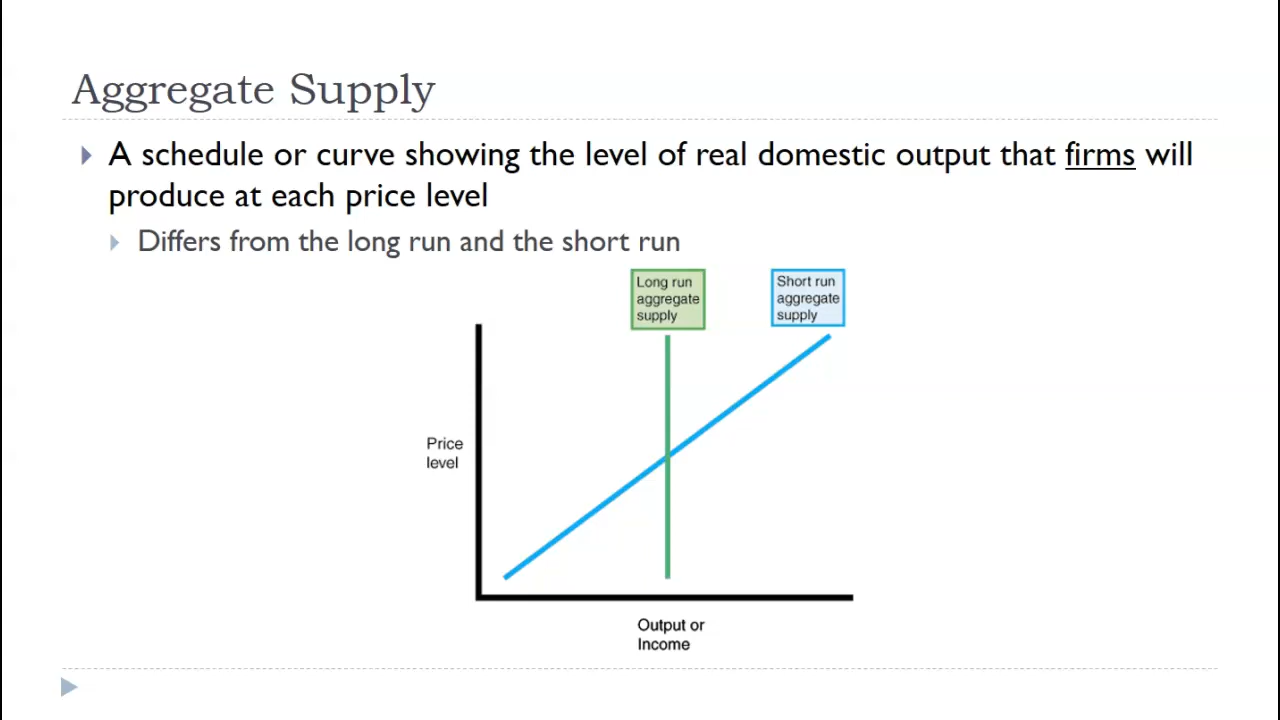 Aggregate Supply
A schedule or curve showing the level of real domestic output that firms will
produce at each price level
Differs from the long run and the short run
Long run
aggregate
supply
Short run
aggregate
supply
Price
level
Output or
Income